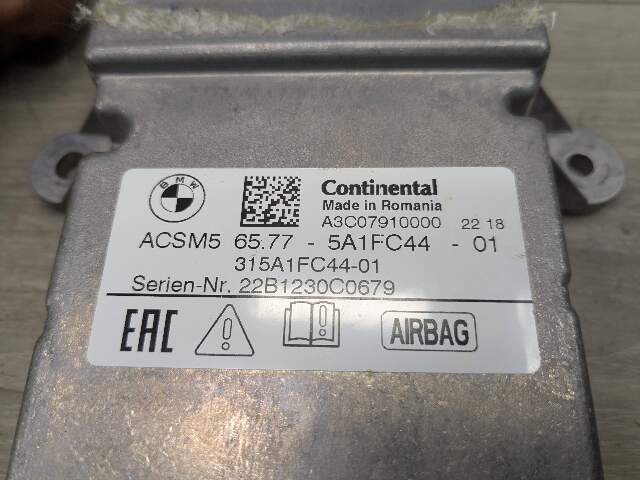 BMW
Continental
Made in Romania
A3C07910000 22 18
ACSM5 65.77 - 5A1FC44 - 01
315A1FC44-01
Serien-Nr. 22B1230C0679
EAC
AIRBAG